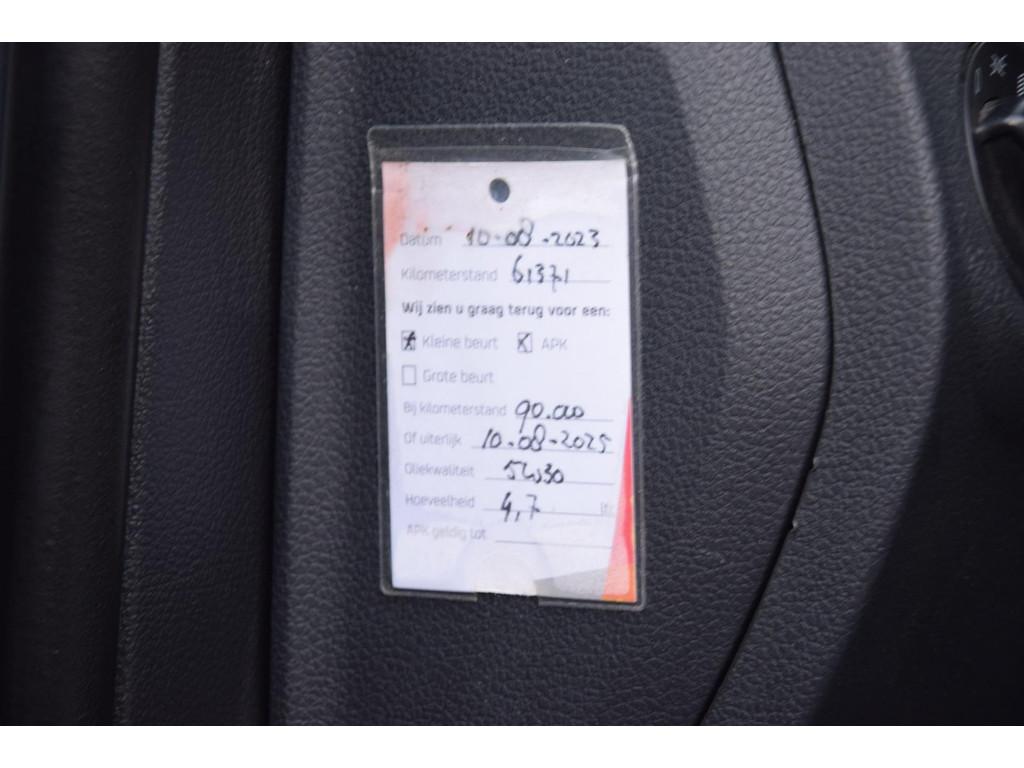 Datum 10-08-2023
Kilometerstand 61371
Wij zien u graag terug voor een:
Kleine beurt APK
Grote beurt
Bij kilometerstand 90.000
Of uiterlijk 10-08-2025
Oliekwaliteit 5W30
Hoeveelheid 4,7 ltr
APK geldig tot